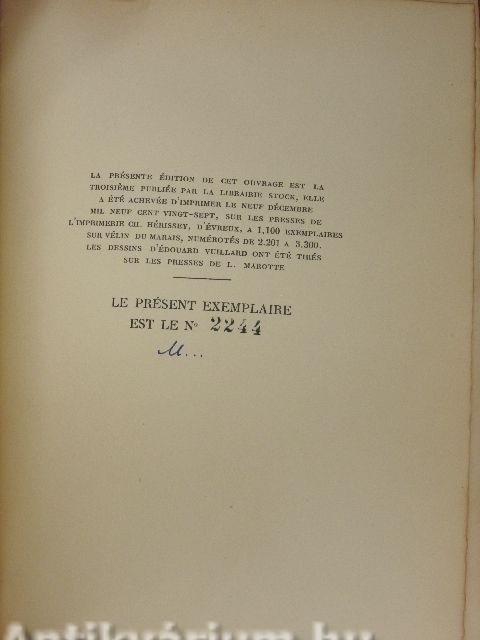 LA PRÉSENTE ÉDITION DE CET OUVRAGE EST LA
TROISIÈME PUBLIÉE PAR LA LIBRAIRIE STOCK, ELLE
A ÉTÉ ACHEVÉE D'IMPRIMER LE NEUF DÉCEMBRE
MIL NEUF CENT VINGT-SEPT, SUR LES PRESSES DE
L'IMPRIMERIE CH. HÉRISSEY, D'ÉVREUX, A 1,100 EXEMPLAIRES
SUR VÉLIN DU MARAIS, NUMÉROTÉS DE 2.201 A 3.300.
LES DESSINS D'ÉDOUARD VUILLARD ONT ÉTÉ TIRÉS
SUR LES PRESSES DE L. MAROTTE
LE PRÉSENT EXEMPLAIRE
EST LE No 2244
M...
Antikvárium.hu